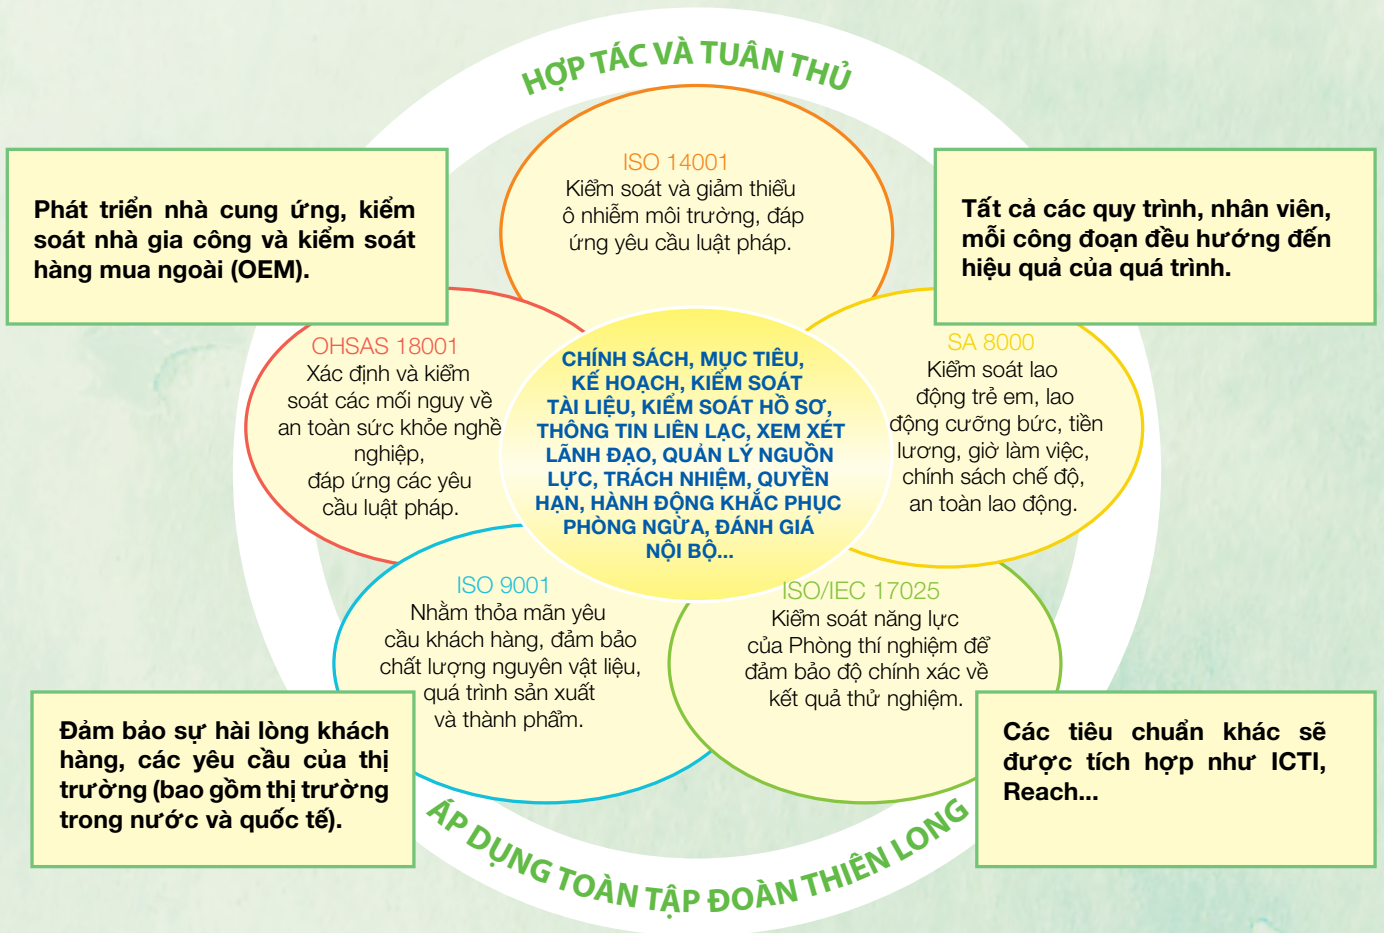 HỢP TÁC VÀ TUÂN THỦ
ISO 14001
Kiểm soát và giảm thiểu
ô nhiễm môi trường, đáp
ứng yêu cầu luật pháp.
Phát triển nhà cung ứng, kiểm
soát nhà gia công và kiểm soát
hàng mua ngoài (OEM).
Tất cả các quy trình, nhân viên,
mỗi công đoạn đều hướng đến
hiệu quả của quá trình.
OHSAS 18001
Xác định và kiểm
soát các mối nguy về
an toàn sức khỏe nghề
nghiệp,
đáp ứng các yêu
cầu luật pháp.
CHÍNH SÁCH, MỤC TIÊU,
KẾ HOẠCH, KIỂM SOÁT
TÀI LIỆU, KIỂM SOÁT HỒ SƠ,
THÔNG TIN LIÊN LẠC, XEM XÉT
LÃNH ĐẠO, QUẢN LÝ NGUỒN
LỰC, TRÁCH NHIỆM, QUYỀN
HẠN, HÀNH ĐỘNG KHẮC PHỤC
PHÒNG NGỪA, ĐÁNH GIÁ
NỘI BỘ...
SA 8000
Kiểm soát lao
động trẻ em, lao
động cưỡng bức, tiền
lương, giờ làm việc,
chính sách chế độ,
an toàn lao động.
ISO 9001
Nhằm thỏa mãn yêu
cầu khách hàng, đảm bảo
chất lượng nguyên vật liệu,
quá trình sản xuất
và thành phẩm.
ISO/IEC 17025
Kiểm soát năng lực
của Phòng thí nghiệm để
đảm bảo độ chính xác về
kết quả thử nghiệm.
Đảm bảo sự hài lòng khách
hàng, các yêu cầu của thị
trường (bao gồm thị trường
trong nước và quốc tế).
Các tiêu chuẩn khác sẽ
được tích hợp như ICTI,
Reach...
ÁP DỤNG TOÀN TẬP ĐOÀN THIÊN LONG